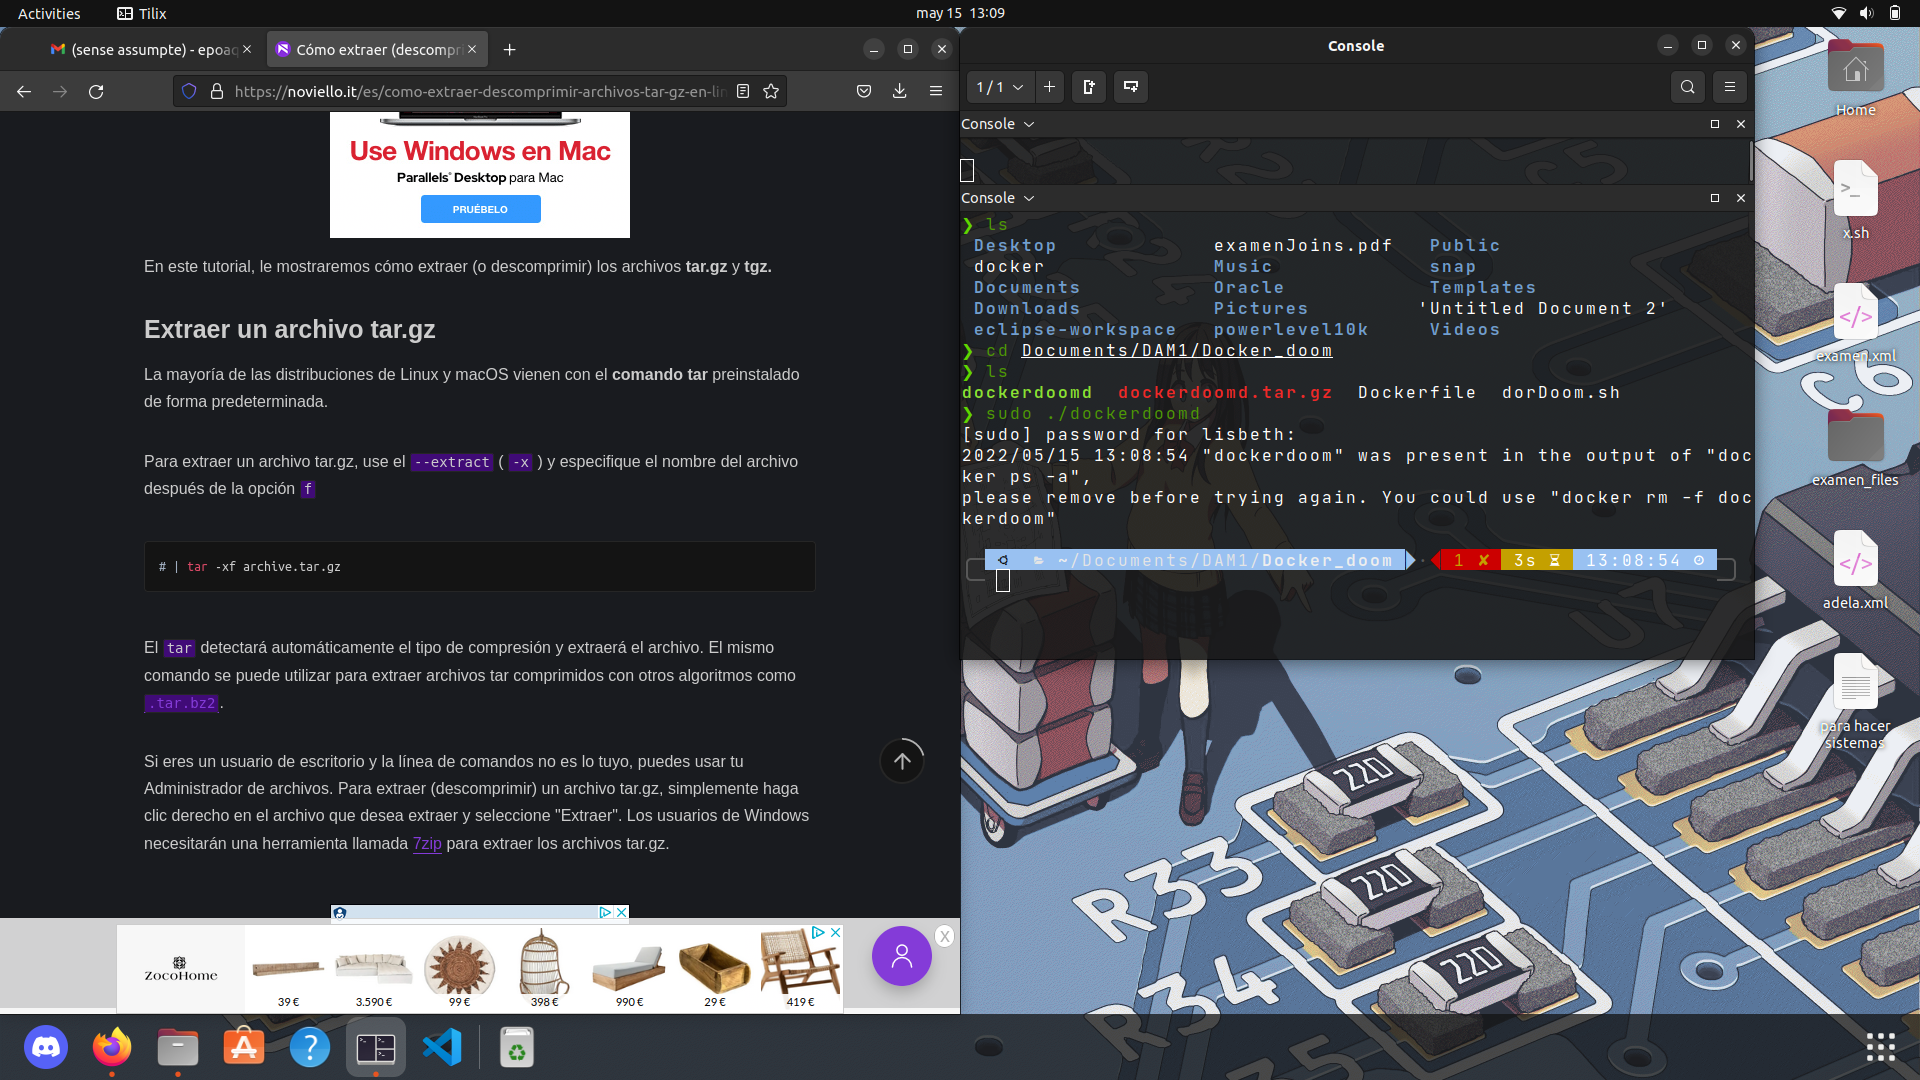 Activities
Tilix
may 15 13:09
(sense assumpte) - epoaq
Cómo extraer (descompri
https://noviello.it/es/como-extraer-descomprimir-archivos-tar-gz-en-lin
Use Windows en Mac
Parallels® Desktop para Mac
PRUÉBELO
En este tutorial, le mostraremos cómo extraer (o descomprimir) los archivos tar.gz y tgz.
Extraer un archivo tar.gz
La mayoría de las distribuciones de Linux y macOS vienen con el comando tar preinstalado
de forma predeterminada.
Para extraer un archivo tar.gz, use el --extract ( -x ) y especifique el nombre del archivo
después de la opción f
# | tar -xf archive.tar.gz
El tar detectará automáticamente el tipo de compresión y extraerá el archivo. El mismo
comando se puede utilizar para extraer archivos tar comprimidos con otros algoritmos como
.tar.bz2.
Si eres un usuario de escritorio y la línea de comandos no es lo tuyo, puedes usar tu
Administrador de archivos. Para extraer (descomprimir) un archivo tar.gz, simplemente haga
clic derecho en el archivo que desea extraer y seleccione "Extraer". Los usuarios de Windows
necesitarán una herramienta llamada 7zip para extraer los archivos tar.gz.
ZOCOHOME
39 €
3.590 €
99 €
398 €
990 €
29 €
419 €
X
Console
1 / 1
Console
Console
❯ ls
Desktop examenJoins.pdf Public
docker Music snap
Documents Oracle Templates
Downloads Pictures 'Untitled Document 2'
eclipse-workspace powerlevel10k Videos
❯ cd Documents/DAM1/Docker_doom
❯ ls
dockerdoomd dockerdoomd.tar.gz Dockerfile dorDoom.sh
❯ sudo ./dockerdoomd
[sudo] password for lisbeth:
2022/05/15 13:08:54 "dockerdoom" was present in the output of "doc
ker ps -a",
please remove before trying again. You could use "docker rm -f doc
kerdoom"
~/Documents/DAM1/Docker_doom 1 ✘ 3s 13:08:54
Home
x.sh
examen.xml
examen_files
adela.xml
para hacer
sistemas
C6
220
R33
220
R34
220